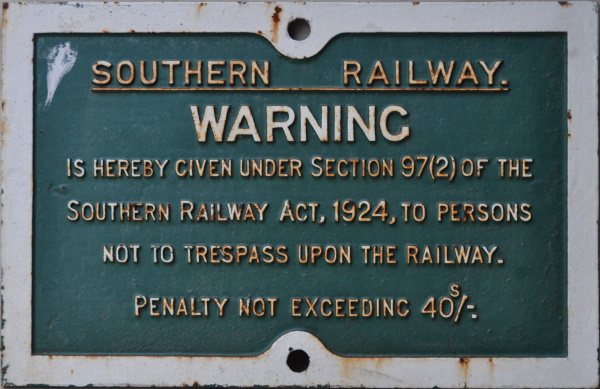 SOUTHERN RAILWAY.
WARNING
IS HEREBY GIVEN UNDER SECTION 97(2) OF THE
SOUTHERN RAILWAY ACT, 1924, TO PERSONS
NOT TO TRESPASS UPON THE RAILWAY.
PENALTY NOT EXCEEDING 40S/-.